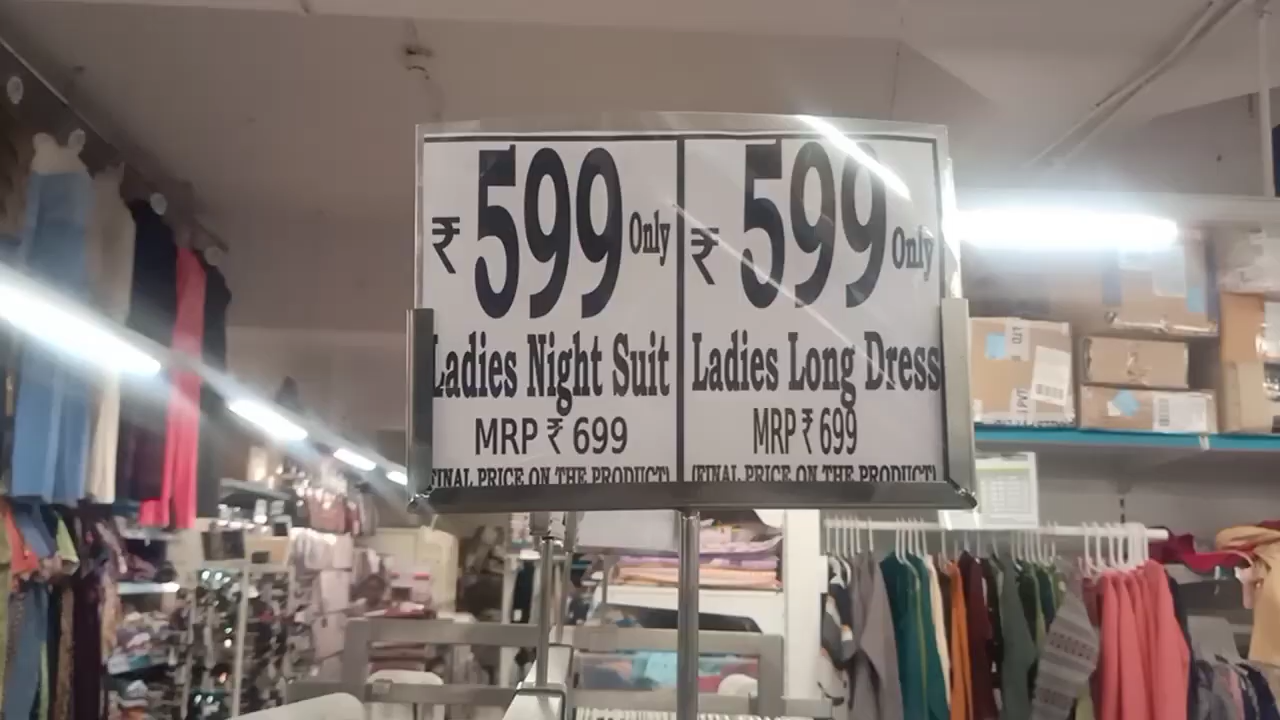 ₹ 599 Only
Ladies Night Suit
MRP ₹ 699
(FINAL PRICE ON THE PRODUCT)
₹ 599 Only
Ladies Long Dress
MRP ₹ 699
(FINAL PRICE ON THE PRODUCT)